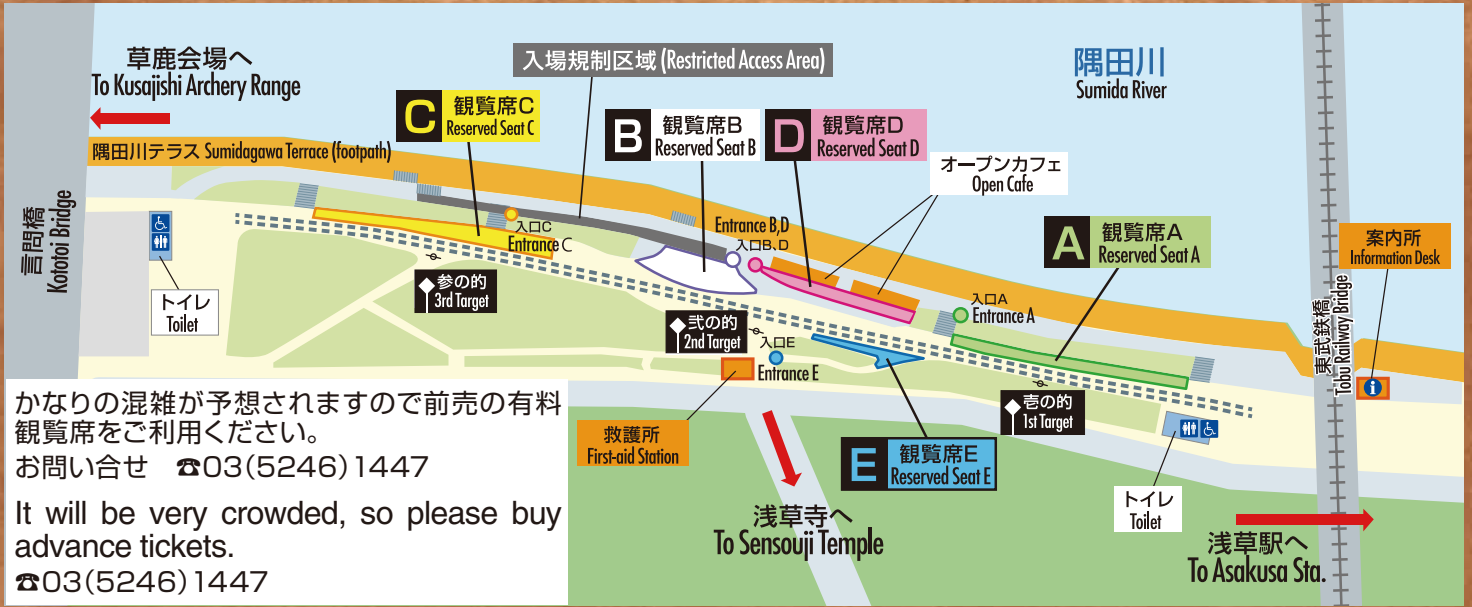 草鹿会場へ
To Kusajishi Archery Range
入場規制区域 (Restricted Access Area)
隅田川
Sumida River
C 観覧席C
Reserved Seat C
B 観覧席B
Reserved Seat B
D 観覧席D
Reserved Seat D
オープンカフェ
Open Cafe
隅田川テラス Sumidagawa Terrace (footpath)
言問橋
Kototoi Bridge
入口C
Entrance C
Entrance B,D
入口B、D
A 観覧席A
Reserved Seat A
案内所
Information Desk
入口A
Entrance A
トイレ
Toilet
参の的
3rd Target
弐の的
2nd Target
入口E
Entrance E
壱の的
1st Target
東武鉄橋
Tobu Railway Bridge
救護所
First-aid Station
E 観覧席E
Reserved Seat E
トイレ
Toilet
浅草寺へ
To Sensouji Temple
浅草駅へ
To Asakusa Sta.
かなりの混雑が予想されますので前売の有料
観覧席をご利用ください。
お問い合せ ☎03(5246)1447
It will be very crowded, so please buy
advance tickets.
☎03(5246)1447